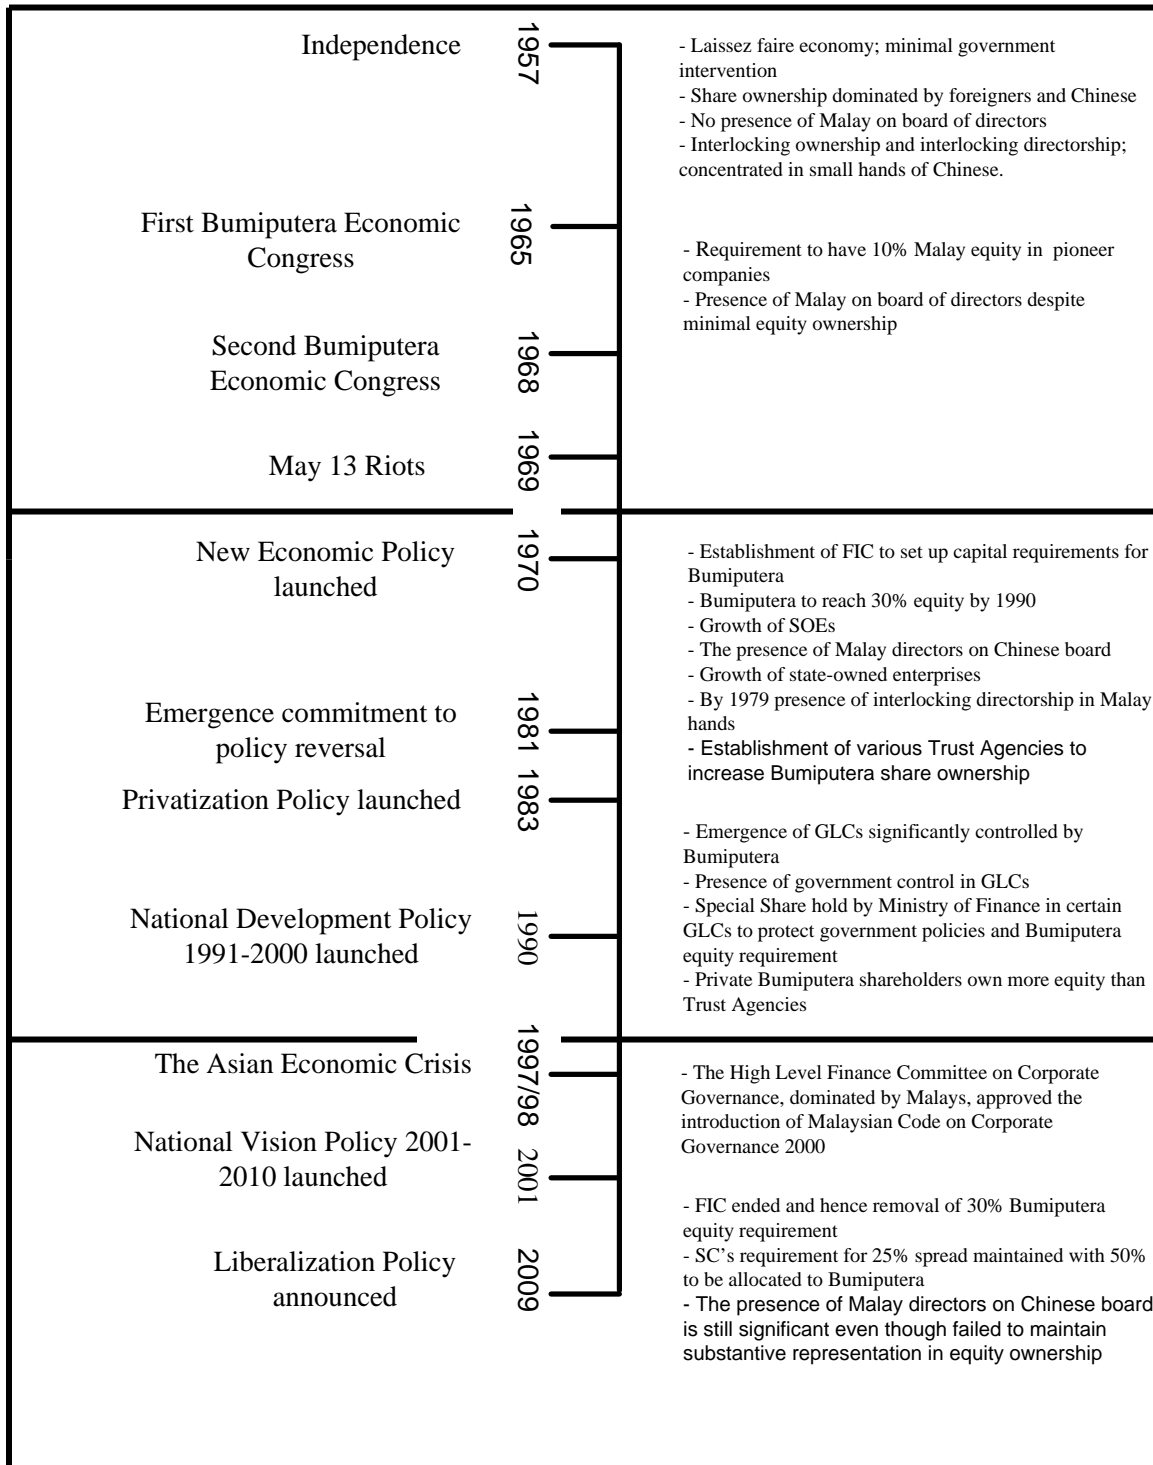 Independence
1957
- Laissez faire economy; minimal government
intervention
- Share ownership dominated by foreigners and Chinese
- No presence of Malay on board of directors
- Interlocking ownership and interlocking directorship;
concentrated in small hands of Chinese.
First Bumiputera Economic
Congress
1965
- Requirement to have 10% Malay equity in  pioneer
companies
- Presence of Malay on board of directors despite
minimal equity ownership
Second Bumiputera
Economic Congress
1968
May 13 Riots
1969
New Economic Policy
launched
1970
- Establishment of FIC to set up capital requirements for
Bumiputera
- Bumiputera to reach 30% equity by 1990
- Growth of SOEs
- The presence of Malay directors on Chinese board
- Growth of state-owned enterprises
- By 1979 presence of interlocking directorship in Malay
hands
- Establishment of various Trust Agencies to
increase Bumiputera share ownership
Emergence commitment to
policy reversal
1981
Privatization Policy launched
1983
- Emergence of GLCs significantly controlled by
Bumiputera
- Presence of government control in GLCs
- Special Share hold by Ministry of Finance in certain
GLCs to protect government policies and Bumiputera
equity requirement
- Private Bumiputera shareholders own more equity than
Trust Agencies
National Development Policy
1991-2000 launched
1990
The Asian Economic Crisis
1997/98
- The High Level Finance Committee on Corporate
Governance, dominated by Malays, approved the
introduction of Malaysian Code on Corporate
Governance 2000
National Vision Policy 2001-
2010 launched
2001
- FIC ended and hence removal of 30% Bumiputera
equity requirement
- SC's requirement for 25% spread maintained with 50%
to be allocated to Bumiputera
- The presence of Malay directors on Chinese board
is still significant even though failed to maintain
substantive representation in equity ownership
Liberalization Policy
announced
2009